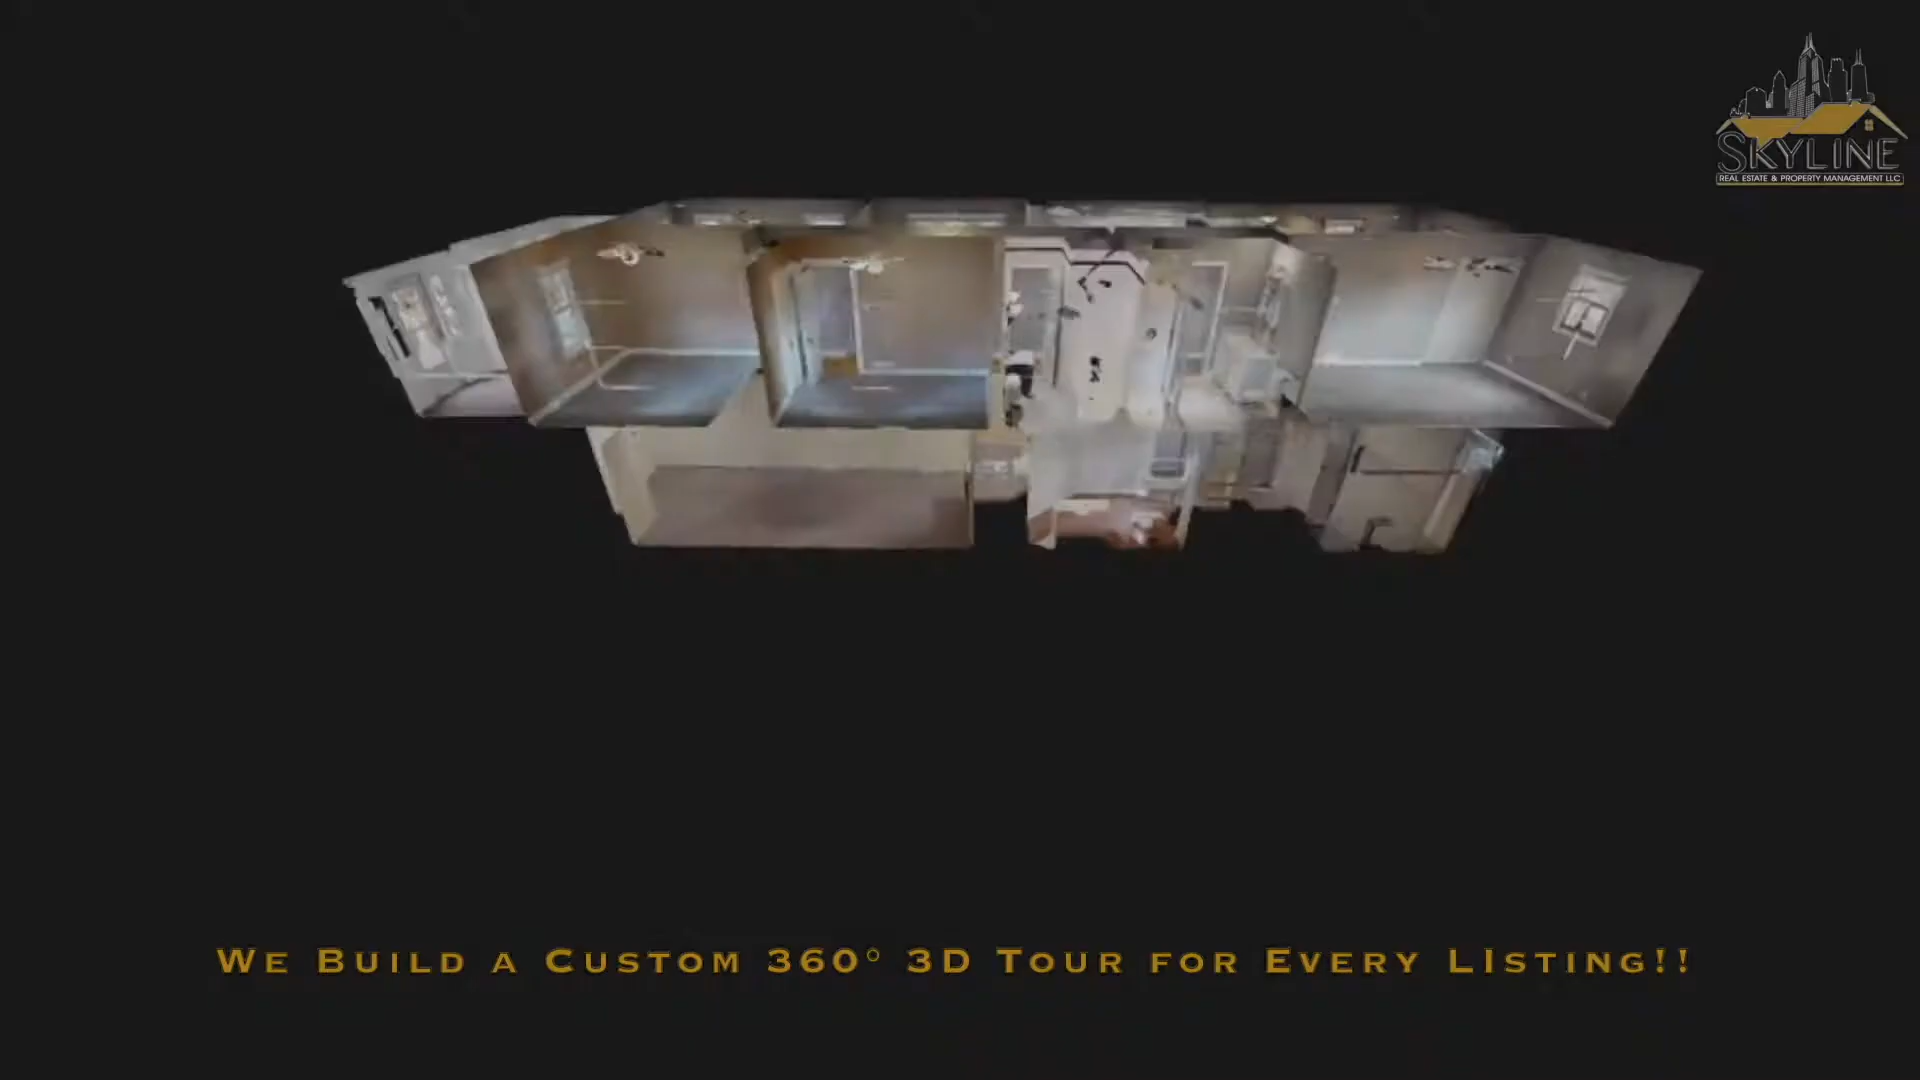 SKYLINE
REAL ESTATE & PROPERTY MANAGEMENT LLC
WE BUILD A CUSTOM 360° 3D TOUR FOR EVERY LISTING!!